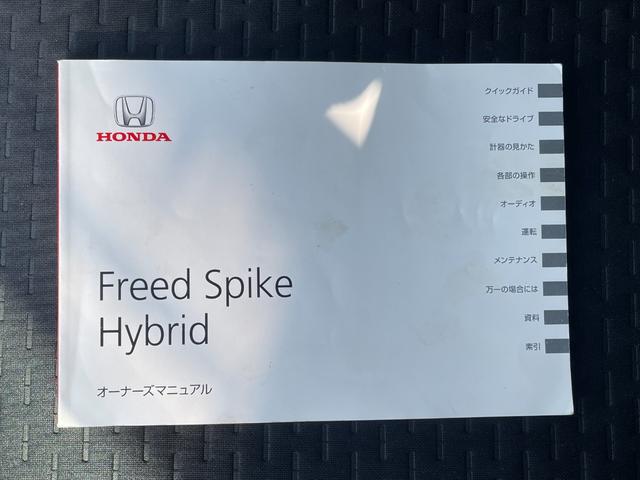 HONDA
Freed Spike
Hybrid
オーナーズマニュアル
クイックガイド
安全なドライブ
計器の見かた
各部の操作
オーディオ
運転
メンテナンス
万一の場合には
資料
索引